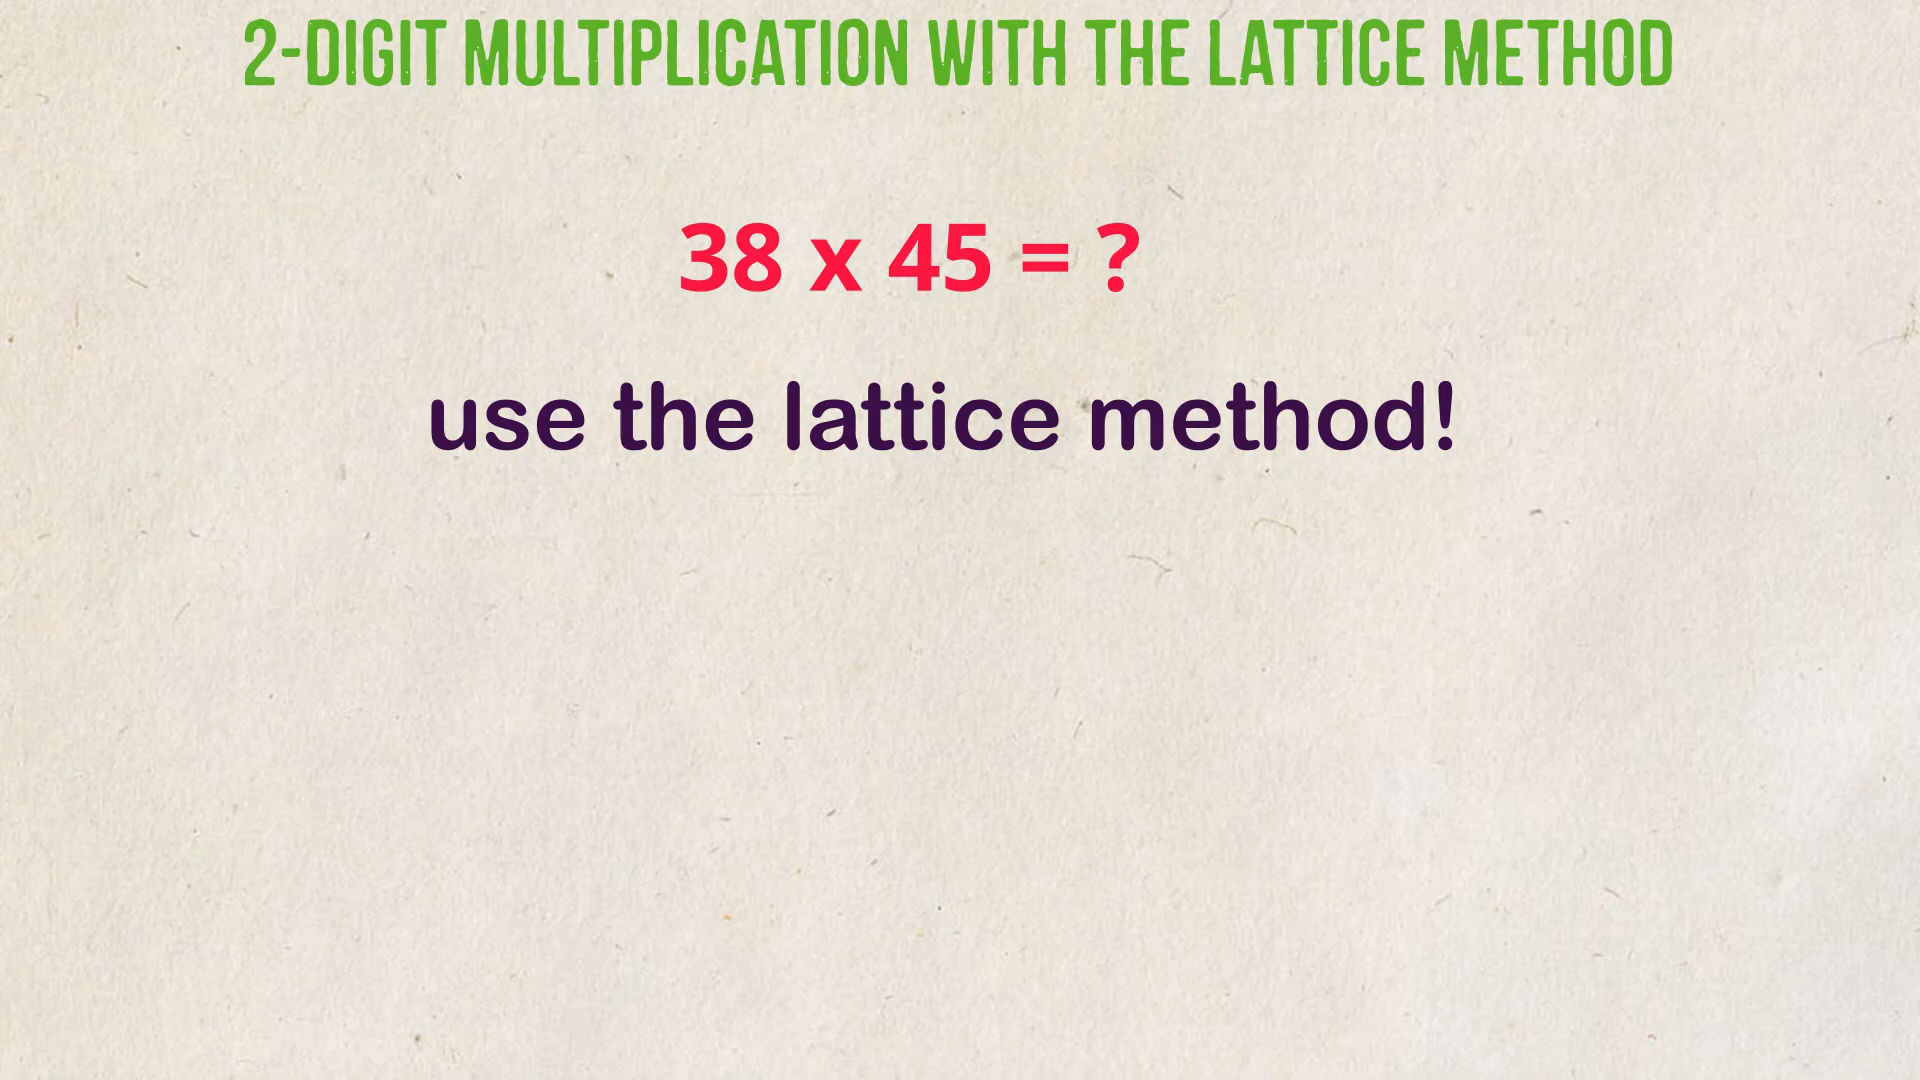 2-DIGIT MULTIPLICATION WITH THE LATTICE METHOD
38 x 45 = ?
use the lattice method!